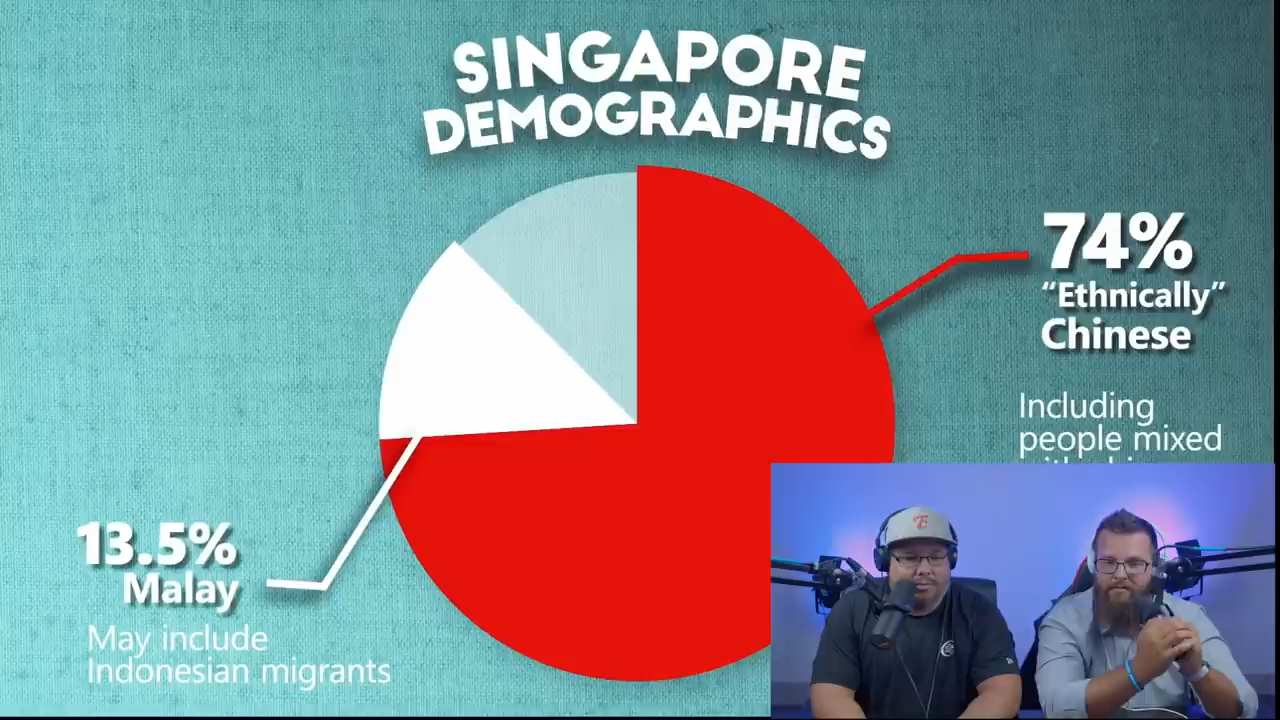 SINGAPORE
DEMOGRAPHICS
74%
“Ethnically”
Chinese
Including
people mixed
13.5%
Malay
May include
Indonesian migrants